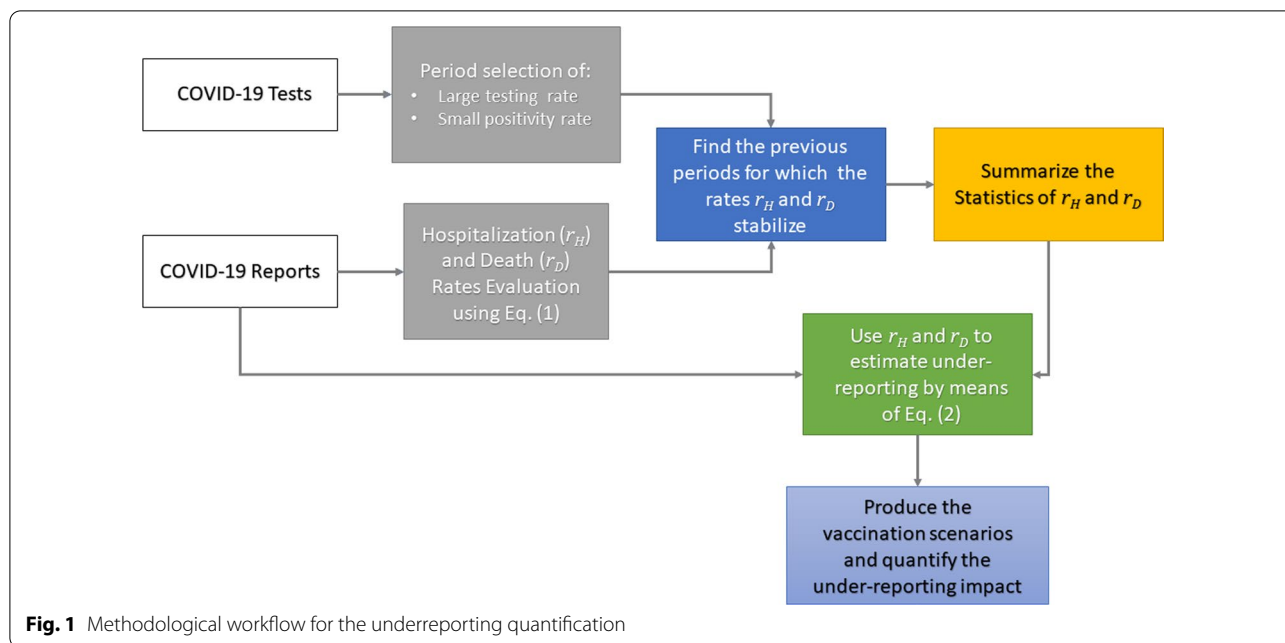 COVID-19 Tests
Period selection of:
• Large testing rate
• Small positivity rate
Find the previous
periods for which the
rates r_H and r_D
stabilize
Summarize the
Statistics of r_H and r_D
COVID-19 Reports
Hospitalization (r_H)
and Death (r_D)
Rates Evaluation
using Eq. (1)
Use r_H and r_D to
estimate under-
reporting by means
of Eq. (2)
Produce the
vaccination scenarios
and quantify the
under-reporting impact
Fig. 1 Methodological workflow for the underreporting quantification